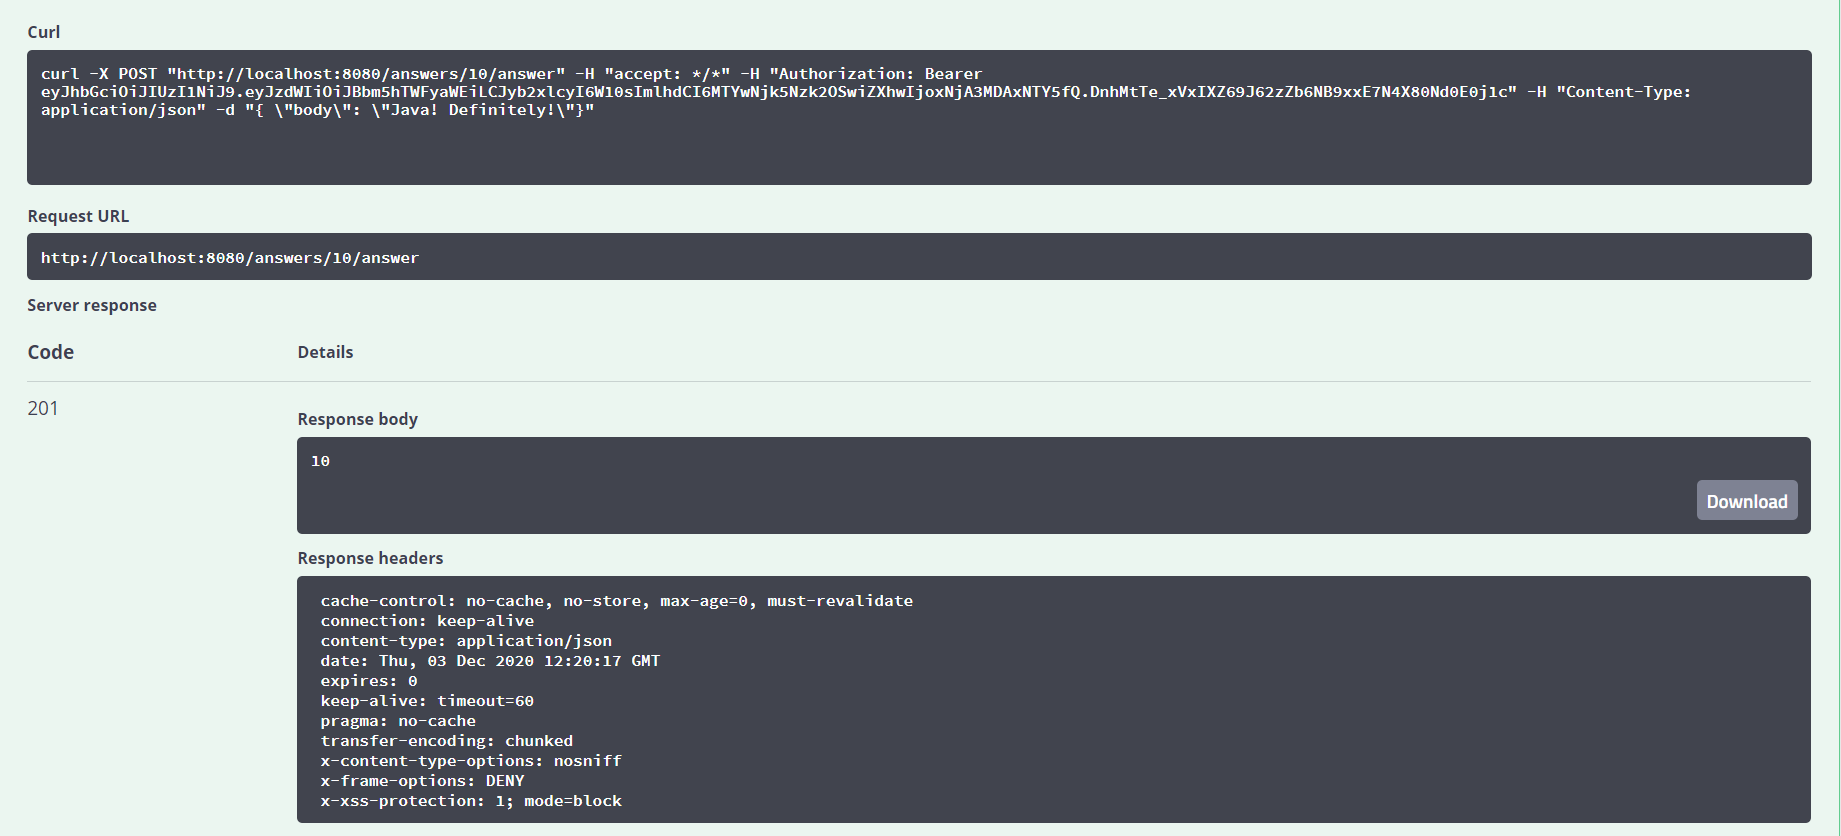 Curl
curl -X POST "http://localhost:8080/answers/10/answer" -H "accept: */*" -H "Authorization: Bearer
eyJhbGciOiJIUzI1NiJ9.eyJzdWIiOiJBbm5hTWFyaWEiLCJyb2xlcyI6W10sImlhdCI6MTYwNjk5Nzk2OSwiZXhwIjoxNjA3MDAxNTY5fQ.DnhMtTe_xVxIXZ69J62zZb6NB9xxE7N4X80Nd0E0j1c" -H "Content-Type:
application/json" -d "{ \"body\": \"Java! Definitely!\"}"
Request URL
http://localhost:8080/answers/10/answer
Server response
Code Details
201
Response body
10
Download
Response headers
cache-control: no-cache, no-store, max-age=0, must-revalidate
connection: keep-alive
content-type: application/json
date: Thu, 03 Dec 2020 12:20:17 GMT
expires: 0
keep-alive: timeout=60
pragma: no-cache
transfer-encoding: chunked
x-content-type-options: nosniff
x-frame-options: DENY
x-xss-protection: 1; mode=block